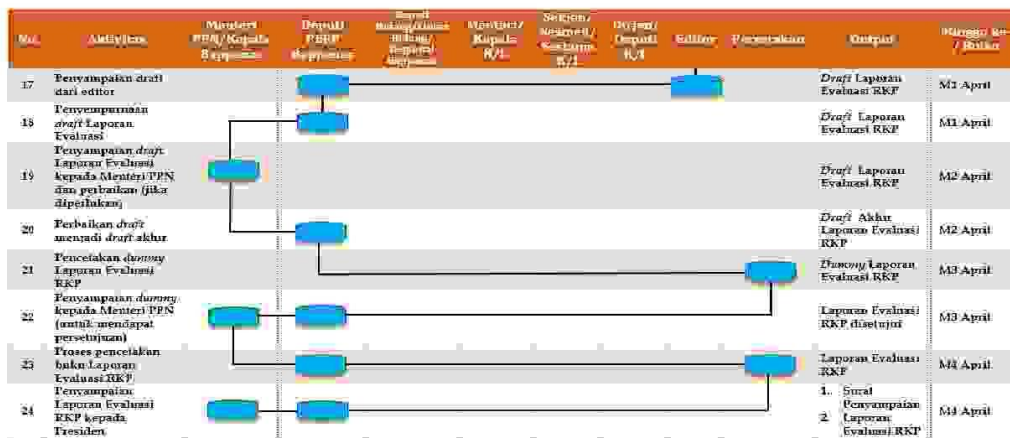 No.
Aktivitas
Menteri
PPN/Kepala
Bappenas
Deputi
PEPP
Bappenas
Menteri/
Kepala
K/L
Deputi
K/L
Editor
Percetakan
Output
Minggu ke-
/ Bulan
17
Penyampaian draft
dari editor
Draft Laporan
Evaluasi RKP
M1 April
18
Penyempurnaan
draft Laporan
Evaluasi
Draft Laporan
Evaluasi RKP
M1 April
19
Penyampaian draft
Laporan Evaluasi
kepada Menteri PPN
dan perbaikan (jika
diperlukan)
Draft Laporan
Evaluasi RKP
M2 April
20
Perbaikan draft
menjadi draft akhir
Draft Akhir
Laporan Evaluasi
RKP
M2 April
21
Pencetakan dummy
Laporan Evaluasi
RKP
Dummy Laporan
Evaluasi RKP
M3 April
22
Penyampaian dummy
kepada Menteri PPN
(untuk mendapat
persetujuan)
Laporan Evaluasi
RKP disetujui
M3 April
23
Proses pencetakan
buku Laporan
Evaluasi RKP
Laporan Evaluasi
RKP
M4 April
24
Penyampaian
Laporan Evaluasi
RKP kepada
Presiden
1. Surat
Penyampaian
2. Laporan
Evaluasi RKP
M4 April